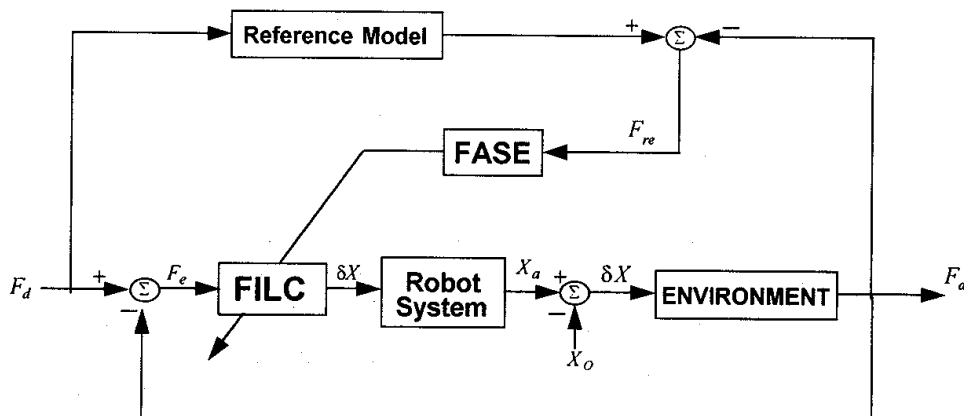 Reference Model
+
Σ
−
F_re
FASE
F_d
+
Σ
−
F_e
FILC
δX
Robot
System
X_a
+
Σ
−
X_O
δX
ENVIRONMENT
F_a